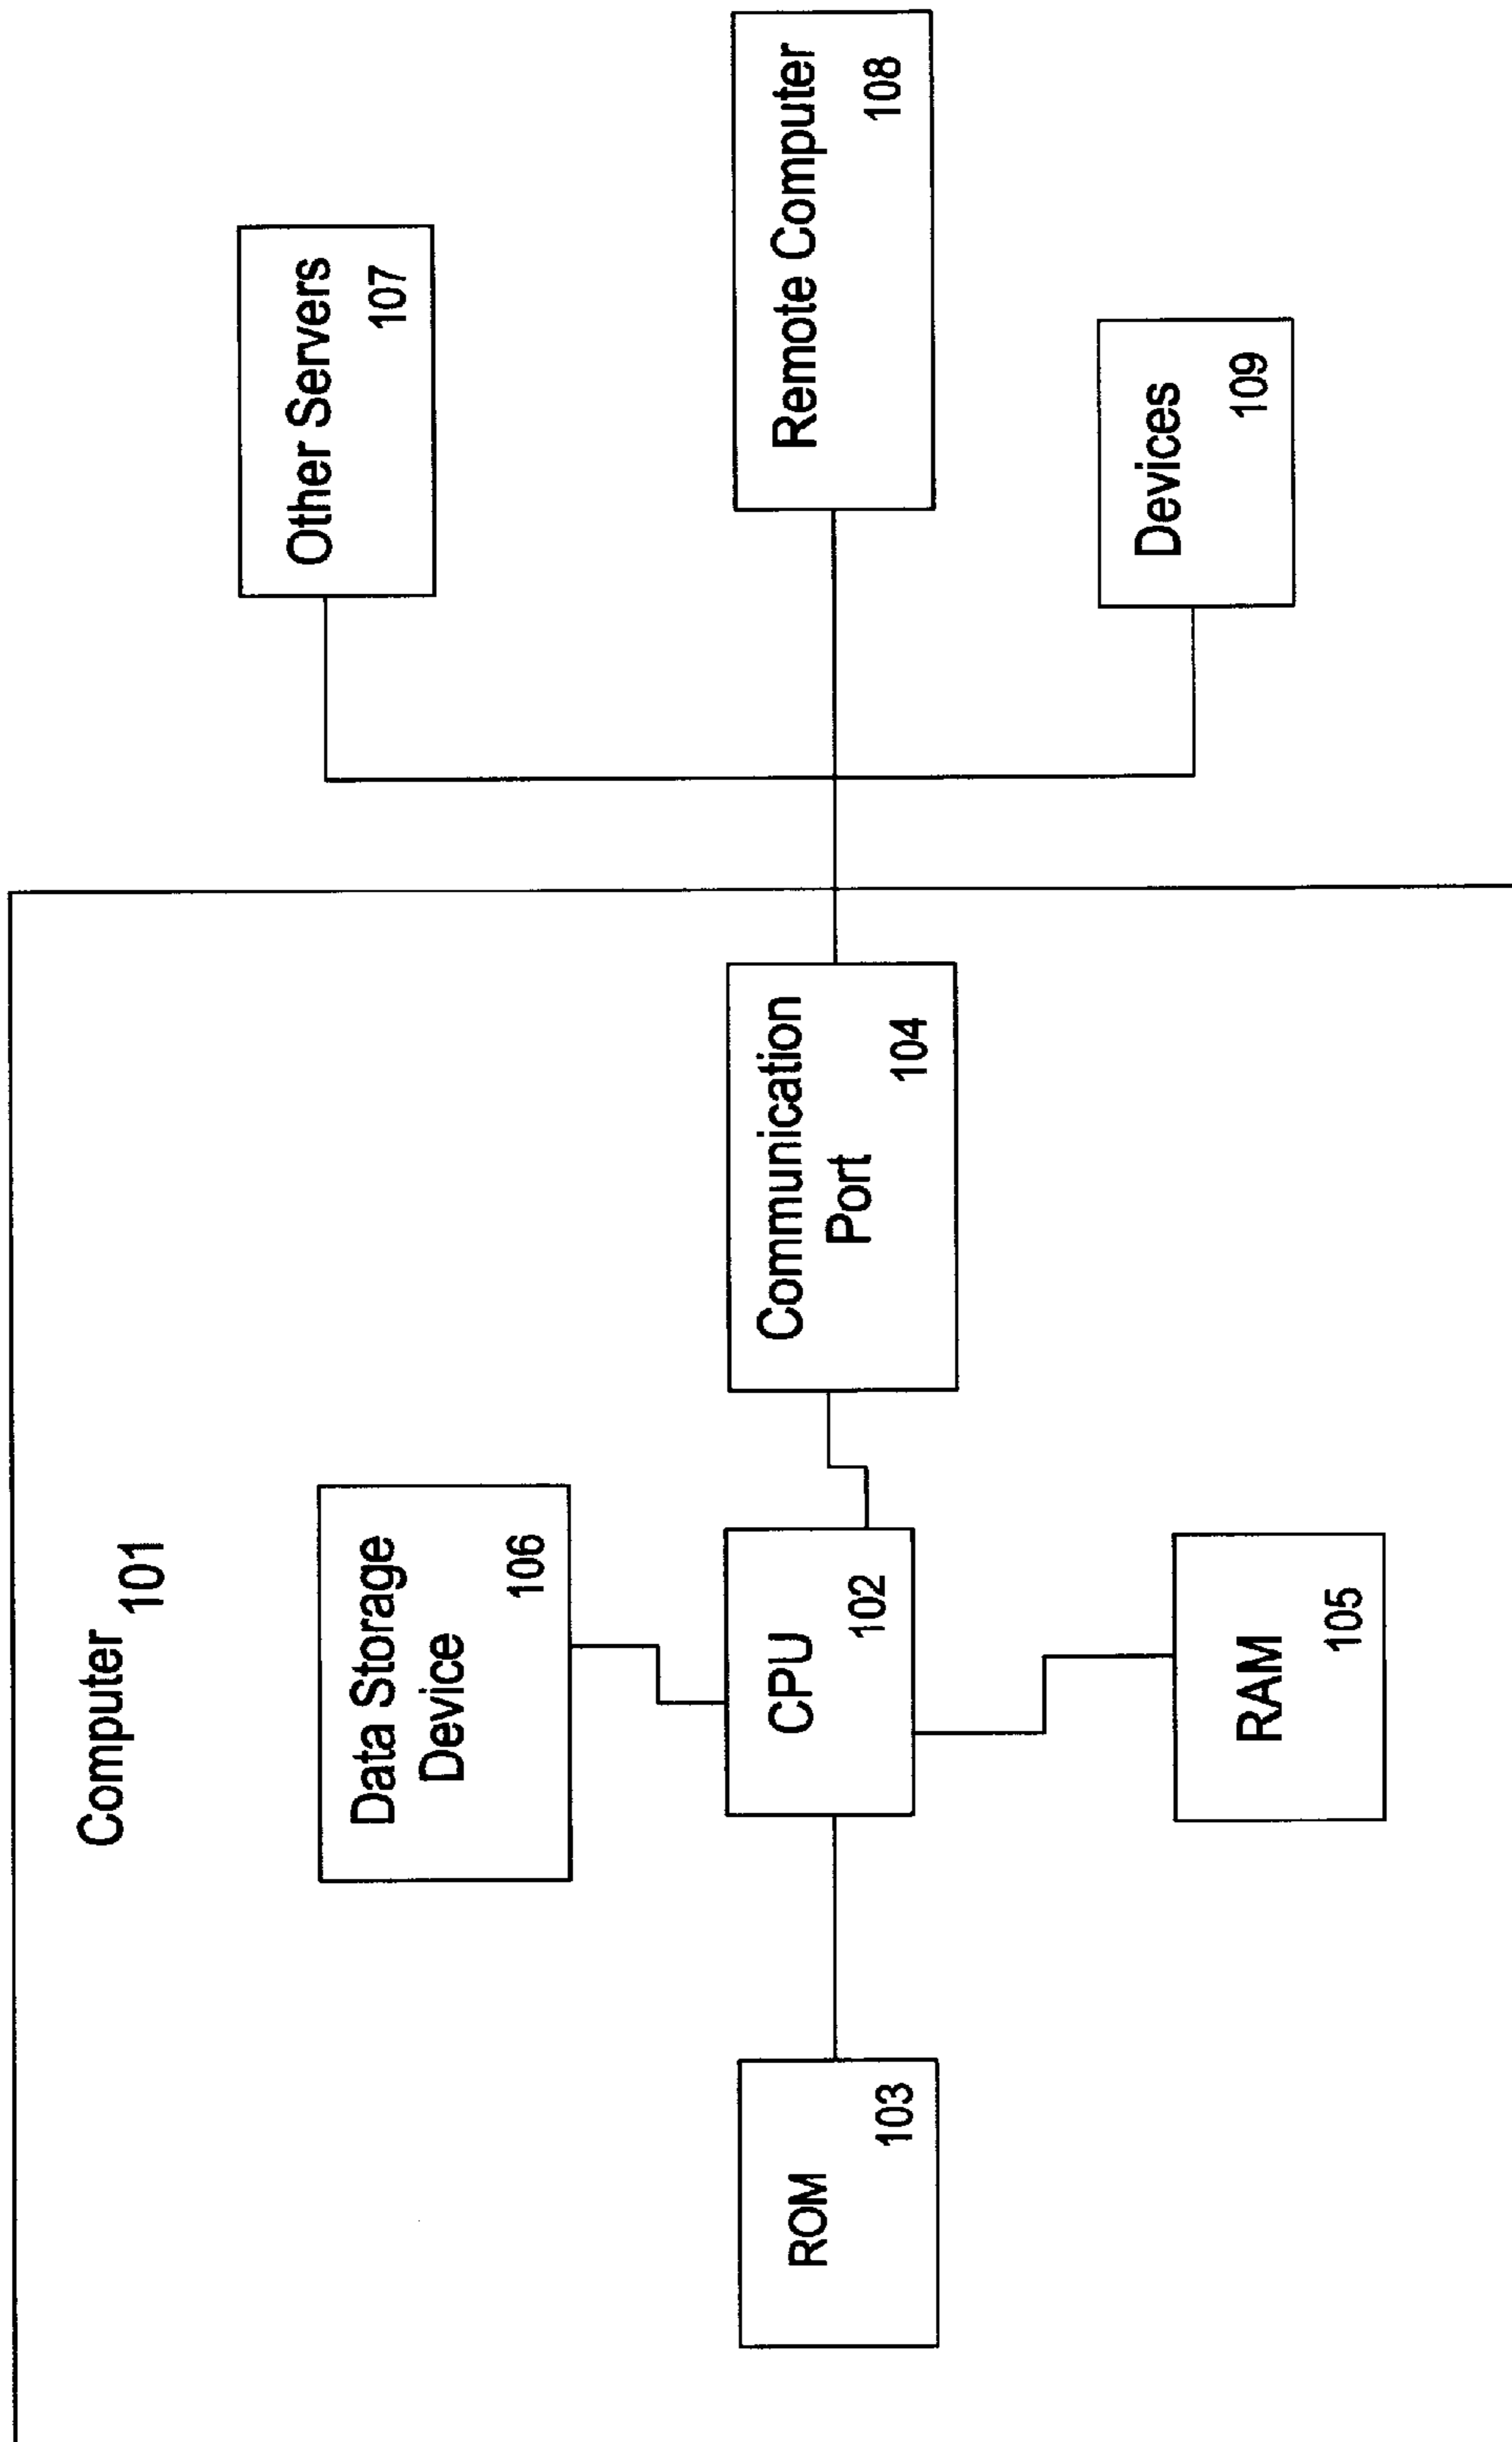 Computer
101
Data Storage
Device
106
Other Servers
107
ROM
103
CPU
102
Communication
Port
104
Remote Computer
108
RAM
105
Devices
109